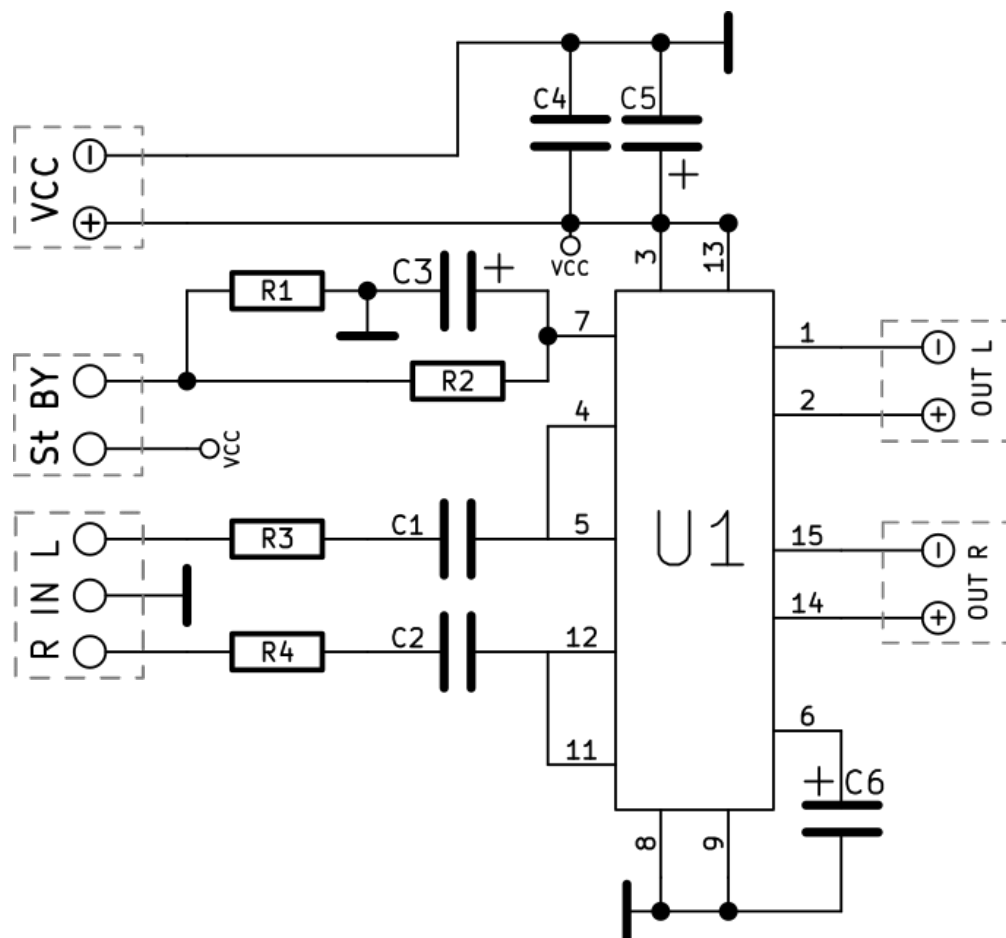 C4
C5
+
VCC
-
+
VCC
3
13
R1
C3
+
7
R2
St BY
VCC
4
1
-
2
+
OUT L
R IN L
R3
C1
5
U1
15
-
14
+
OUT R
R4
C2
12
11
6
+
C6
8
9